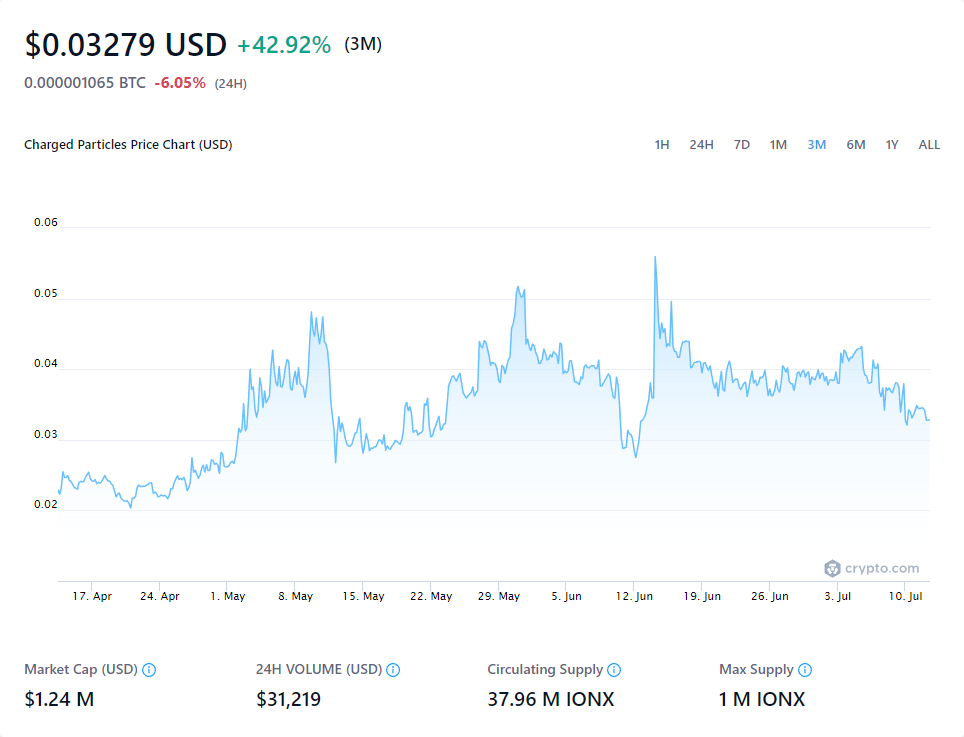 $0.03279 USD +42.92% (3M)
0.000001065 BTC -6.05% (24H)
Charged Particles Price Chart (USD)
1H 24H 7D 1M 3M 6M 1Y ALL
0.06
0.05
0.04
0.03
0.02
crypto.com
17. Apr 24. Apr 1. May 8. May 15. May 22. May 29. May 5. Jun 12. Jun 19. Jun 26. Jun 3. Jul 10. Jul
Market Cap (USD) 24H VOLUME (USD) Circulating Supply Max Supply
$1.24 M $31,219 37.96 M IONX 1 M IONX